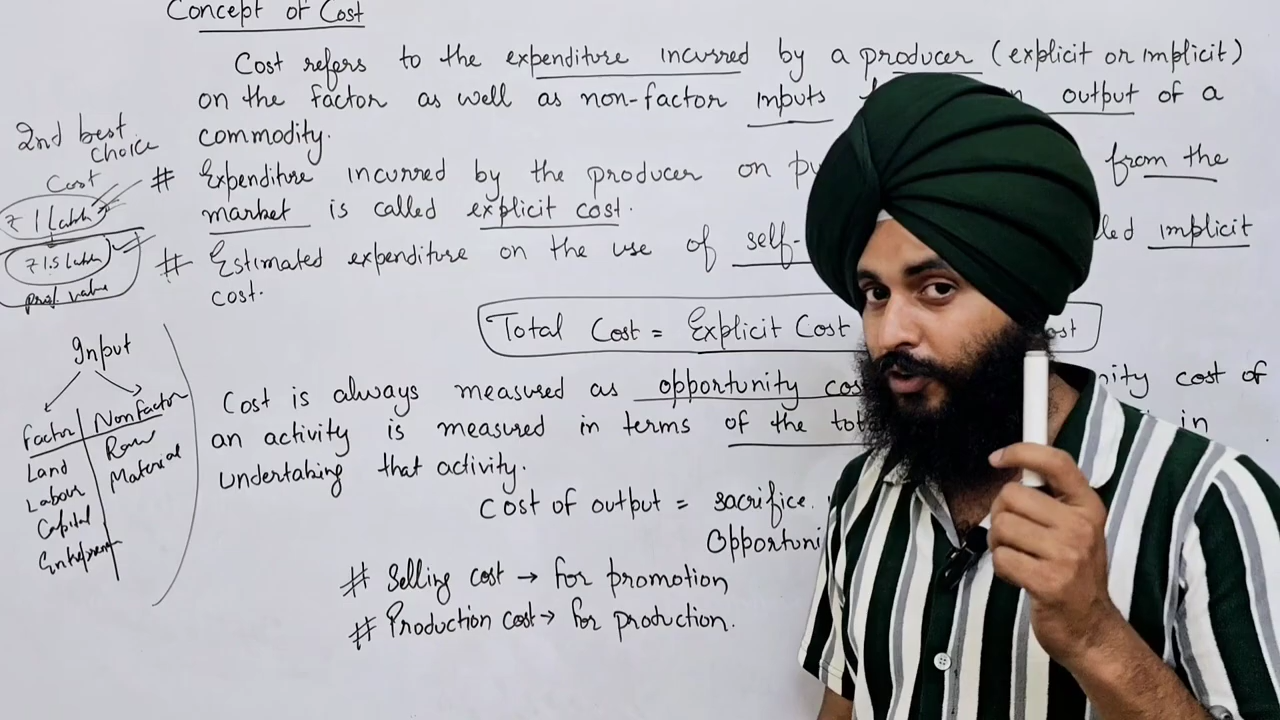 Concept of Cost
Cost refers to the expenditure incurred by a producer (explicit or implicit)
on the factor as well as non-factor inputs output of a
commodity.
# Expenditure incurred by the producer on from the
market is called explicit cost.
# Estimated expenditure on the use of self- implicit
cost.
Total Cost = Explicit Cost
Cost is always measured as opportunity cost of
an activity is measured in terms of the in
undertaking that activity.
Cost of output = sacrifice.
# Selling cost → for promotion
# Production cost → for production.
2nd best
choice
Cost
₹ 1 Lakh
₹ 1.5 Lakh
value
Input
Factor Non factor
Land Raw
Labour Material
Capital